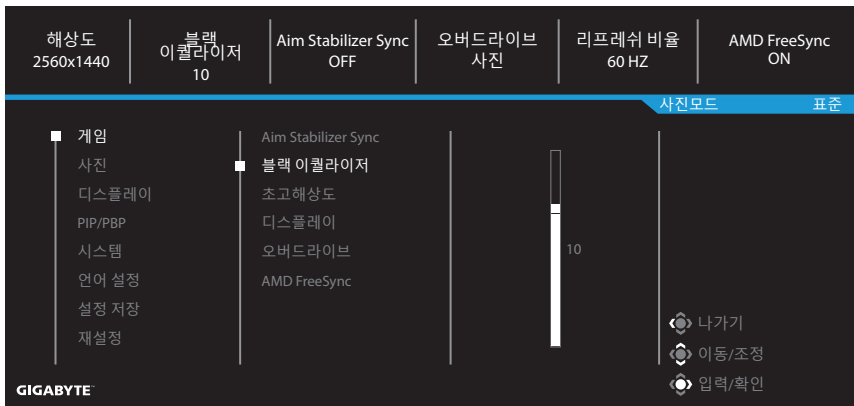 해상도
2560x1440
블랙
이퀄라이저
10
Aim Stabilizer Sync
OFF
오버드라이브
사진
리프레쉬 비율
60 HZ
AMD FreeSync
ON
사진모드 표준
게임
사진
디스플레이
PIP/PBP
시스템
언어 설정
설정 저장
재설정
Aim Stabilizer Sync
블랙 이퀄라이저
초고해상도
디스플레이
오버드라이브
AMD FreeSync
10
나가기
이동/조정
입력/확인
GIGABYTE™